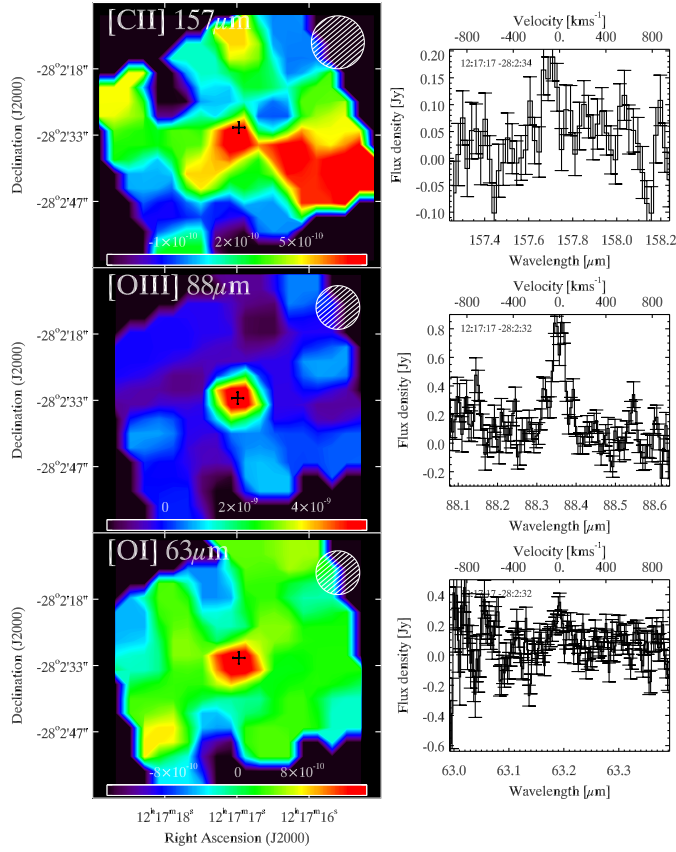 [CII] 157μm
Declination (J2000)
-28°2'18"
-28°2'33"
-28°2'47"
-1×10⁻¹⁰ 2×10⁻¹⁰ 5×10⁻¹⁰
Velocity [kms⁻¹]
-800 -400 0 400 800
12:17:17 -28:2:34
Flux density [Jy]
0.20
0.15
0.10
0.05
0.00
-0.05
-0.10
157.4 157.6 157.8 158.0 158.2
Wavelength [μm]
[OIII] 88μm
Declination (J2000)
-28°2'18"
-28°2'33"
-28°2'47"
0 2×10⁻⁹ 4×10⁻⁹
Velocity [kms⁻¹]
-800 -400 0 400 800
12:17:17 -28:2:32
Flux density [Jy]
0.8
0.6
0.4
0.2
0.0
-0.2
88.1 88.2 88.3 88.4 88.5 88.6
Wavelength [μm]
[OI] 63μm
Declination (J2000)
-28°2'18"
-28°2'33"
-28°2'47"
-8×10⁻¹⁰ 0 8×10⁻¹⁰
12ʰ17ᵐ18ˢ 12ʰ17ᵐ17ˢ 12ʰ17ᵐ16ˢ
Right Ascension (J2000)
Velocity [kms⁻¹]
-800 -400 0 400 800
12:17:17 -28:2:32
Flux density [Jy]
0.4
0.2
0.0
-0.2
-0.4
-0.6
63.0 63.1 63.2 63.3
Wavelength [μm]